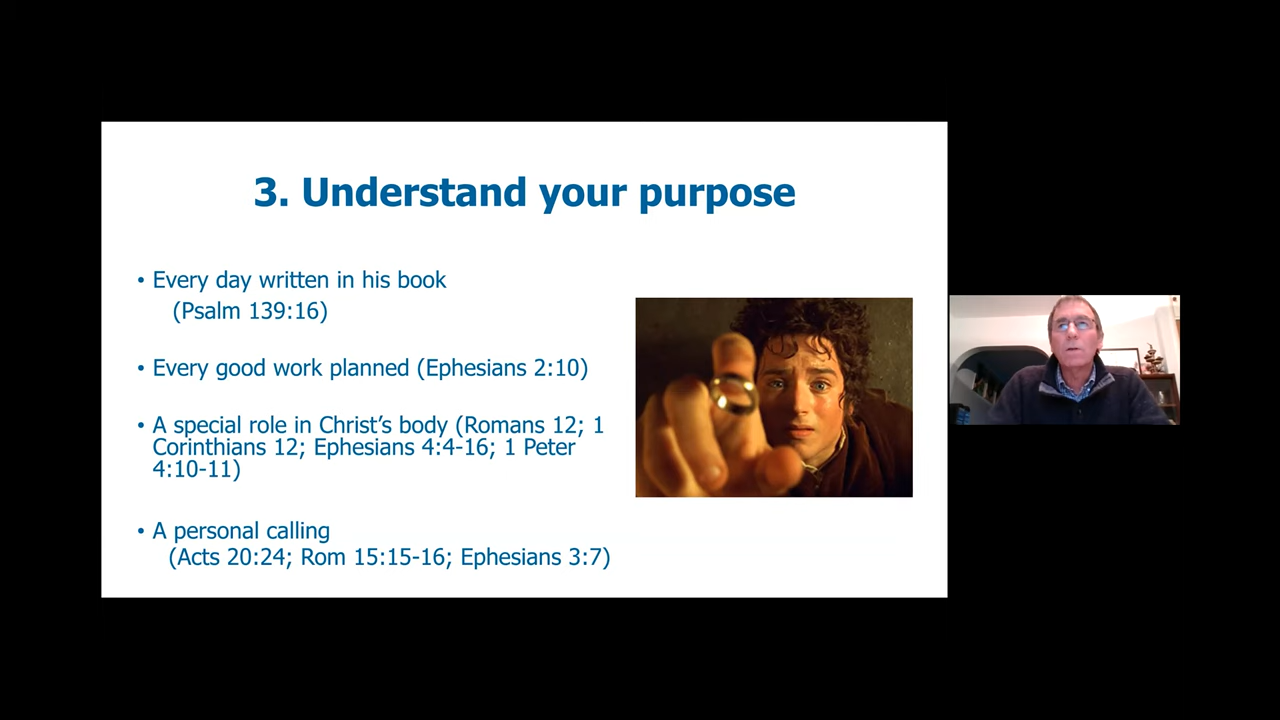 3. Understand your purpose
• Every day written in his book
(Psalm 139:16)
• Every good work planned (Ephesians 2:10)
• A special role in Christ's body (Romans 12; 1
Corinthians 12; Ephesians 4:4-16; 1 Peter
4:10-11)
• A personal calling
(Acts 20:24; Rom 15:15-16; Ephesians 3:7)